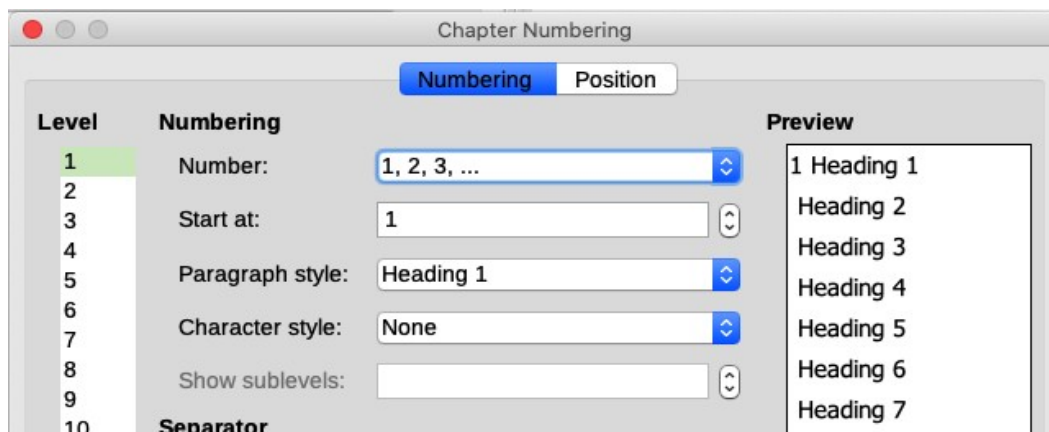 Chapter Numbering
Numbering Position
Level Numbering Preview
1 Number: 1, 2, 3, ... 1 Heading 1
2 Heading 2
3 Start at: 1 Heading 3
4
5 Paragraph style: Heading 1 Heading 4
6 Heading 5
7 Character style: None
8 Show sublevels: Heading 6
9 Heading 7
10 Separator